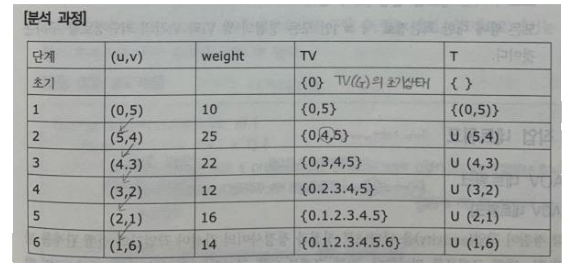 [분석 과정]
단계 (u,v) weight TV T
초기 {0} TV(G)의 초기상태 { }
1 (0,5) 10 {0,5} {(0,5)}
2 (5,4) 25 {0,4,5} U (5,4)
3 (4.3) 22 {0,3,4,5} U (4,3)
4 (3,2) 12 {0.2.3.4,5} U (3,2)
5 (2,1) 16 {0.1.2.3.4.5} U (2,1)
6 (1,6) 14 {0.1.2.3.4.5.6} U (1,6)